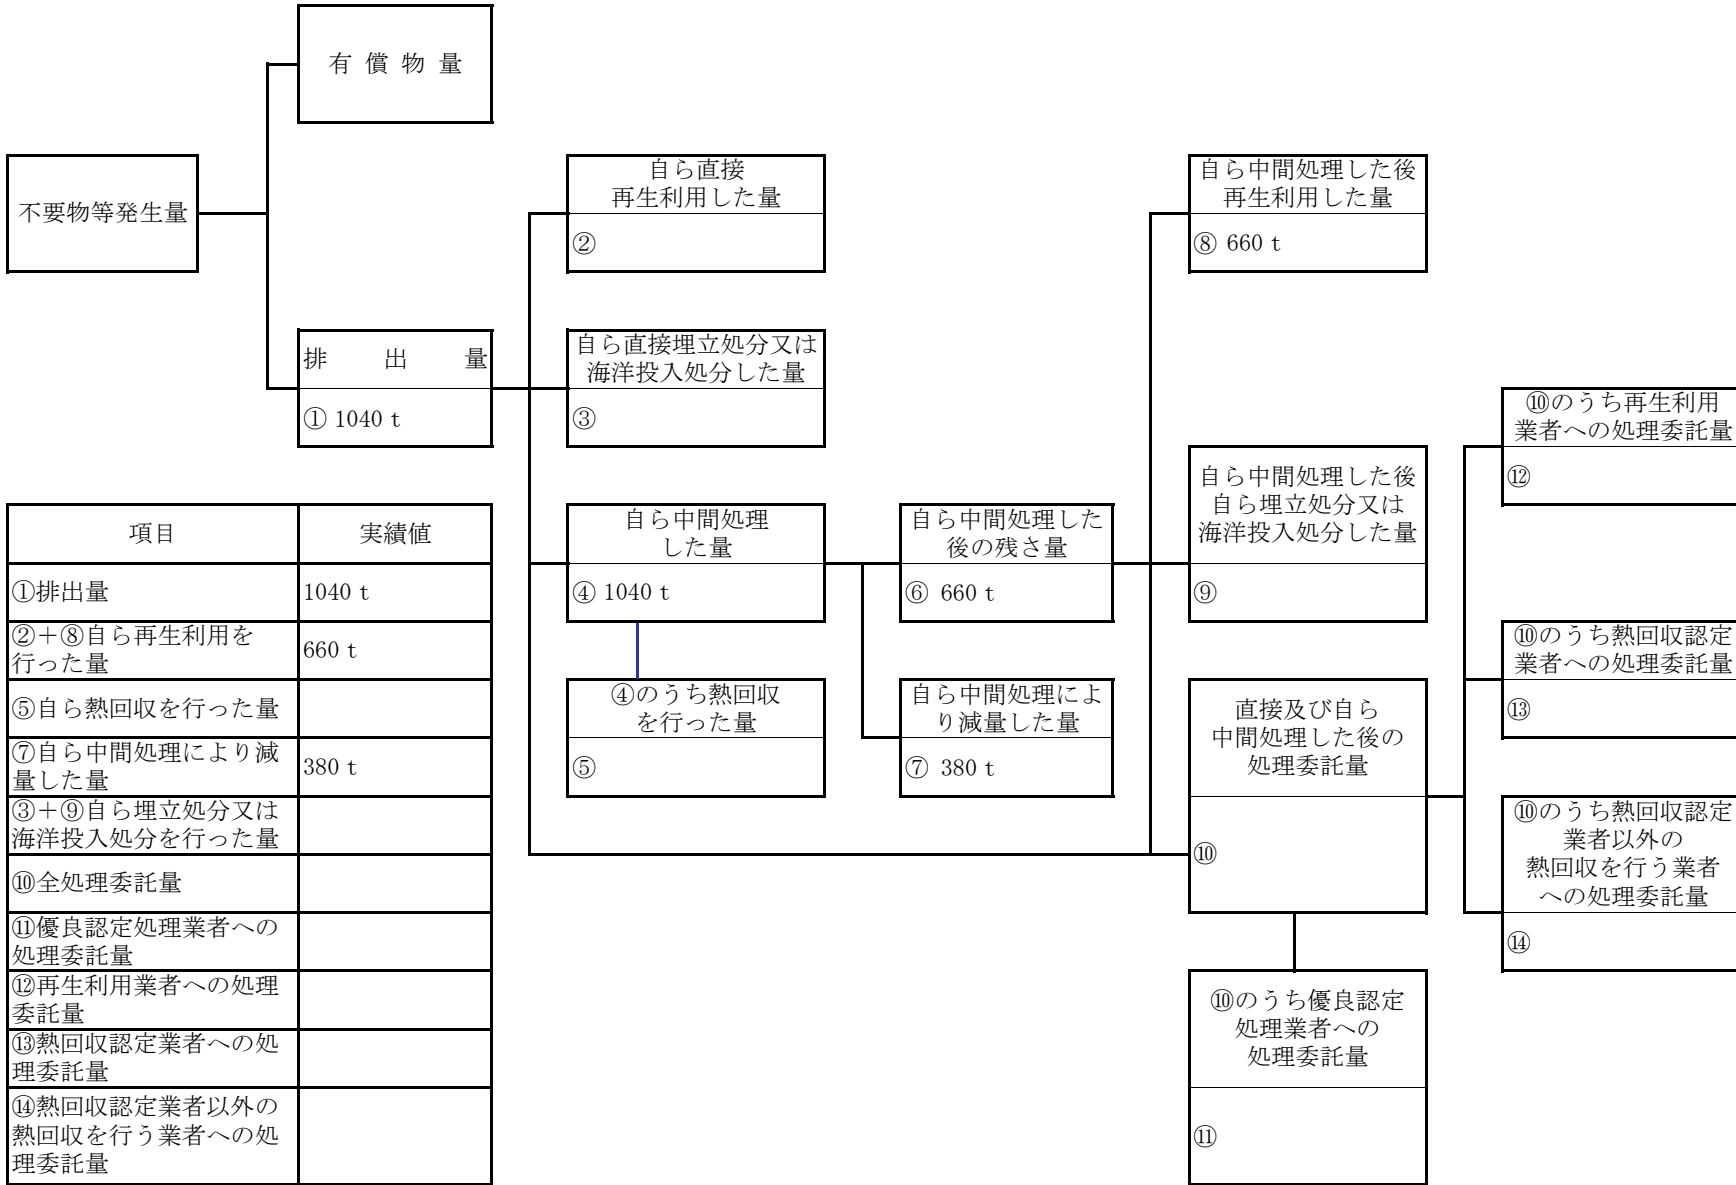 有 償 物 量
不要物等発生量
自ら直接
再生利用した量
②
自ら中間処理した後
再生利用した量
⑧ 660 t
排 出 量
① 1040 t
自ら直接埋立処分又は
海洋投入処分した量
③
⑩のうち再生利用
業者への処理委託量
⑫
自ら中間処理した後
自ら埋立処分又は
海洋投入処分した量
⑨
自ら中間処理
した量
④ 1040 t
自ら中間処理した
後の残さ量
⑥ 660 t
④のうち熱回収
を行った量
⑤
自ら中間処理によ
り減量した量
⑦ 380 t
直接及び自ら
中間処理した後の
処理委託量
⑩
⑩のうち熱回収認定
業者への処理委託量
⑬
⑩のうち熱回収認定
業者以外の
熱回収を行う業者
への処理委託量
⑭
⑩のうち優良認定
処理業者への
処理委託量
⑪
項目 実績値
①排出量 1040 t
②+⑧自ら再生利用を
行った量 660 t
⑤自ら熱回収を行った量
⑦自ら中間処理により減
量した量 380 t
③+⑨自ら埋立処分又は
海洋投入処分を行った量
⑩全処理委託量
⑪優良認定処理業者への
処理委託量
⑫再生利用業者への処理
委託量
⑬熱回収認定業者への処
理委託量
⑭熱回収認定業者以外の
熱回収を行う業者への処
理委託量